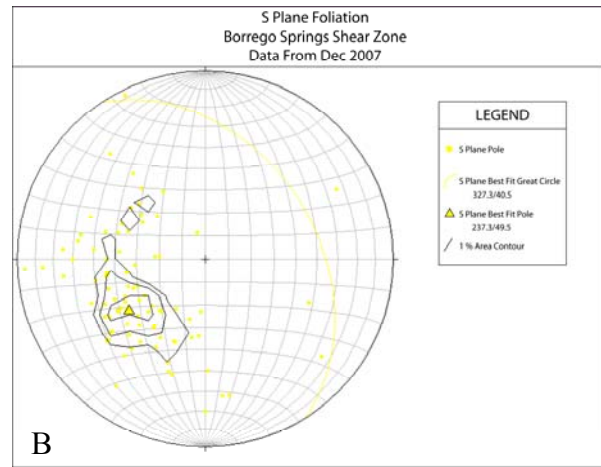 S Plane Foliation
Borrego Springs Shear Zone
Data From Dec 2007
LEGEND
S Plane Pole
S Plane Best Fit Great Circle
327.3/40.5
S Plane Best Fit Pole
237.3/49.5
1 % Area Contour
B